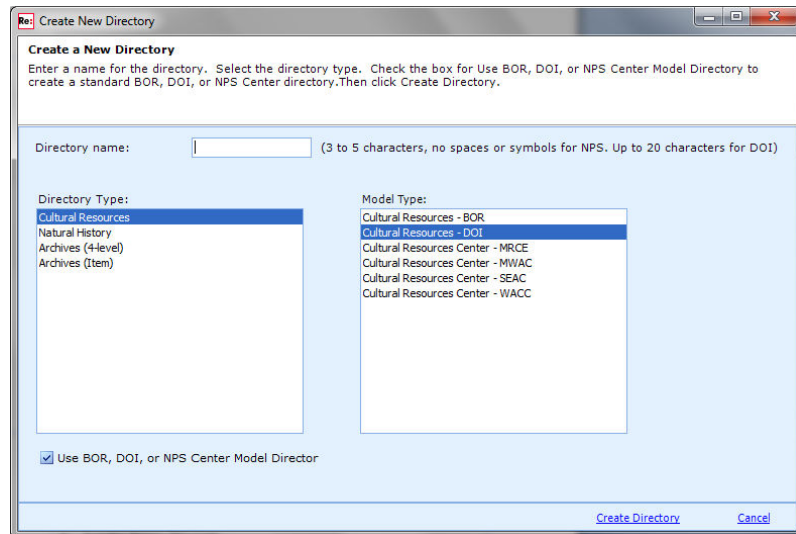 Re: Create New Directory
Create a New Directory
Enter a name for the directory.  Select the directory type.  Check the box for Use BOR, DOI, or NPS Center Model Directory to
create a standard BOR, DOI, or NPS Center directory.Then click Create Directory.
Directory name: (3 to 5 characters, no spaces or symbols for NPS. Up to 20 characters for DOI)
Directory Type:
Cultural Resources
Natural History
Archives (4-level)
Archives (Item)
Model Type:
Cultural Resources - BOR
Cultural Resources - DOI
Cultural Resources Center - MRCE
Cultural Resources Center - MWAC
Cultural Resources Center - SEAC
Cultural Resources Center - WACC
Use BOR, DOI, or NPS Center Model Director
Create Directory Cancel